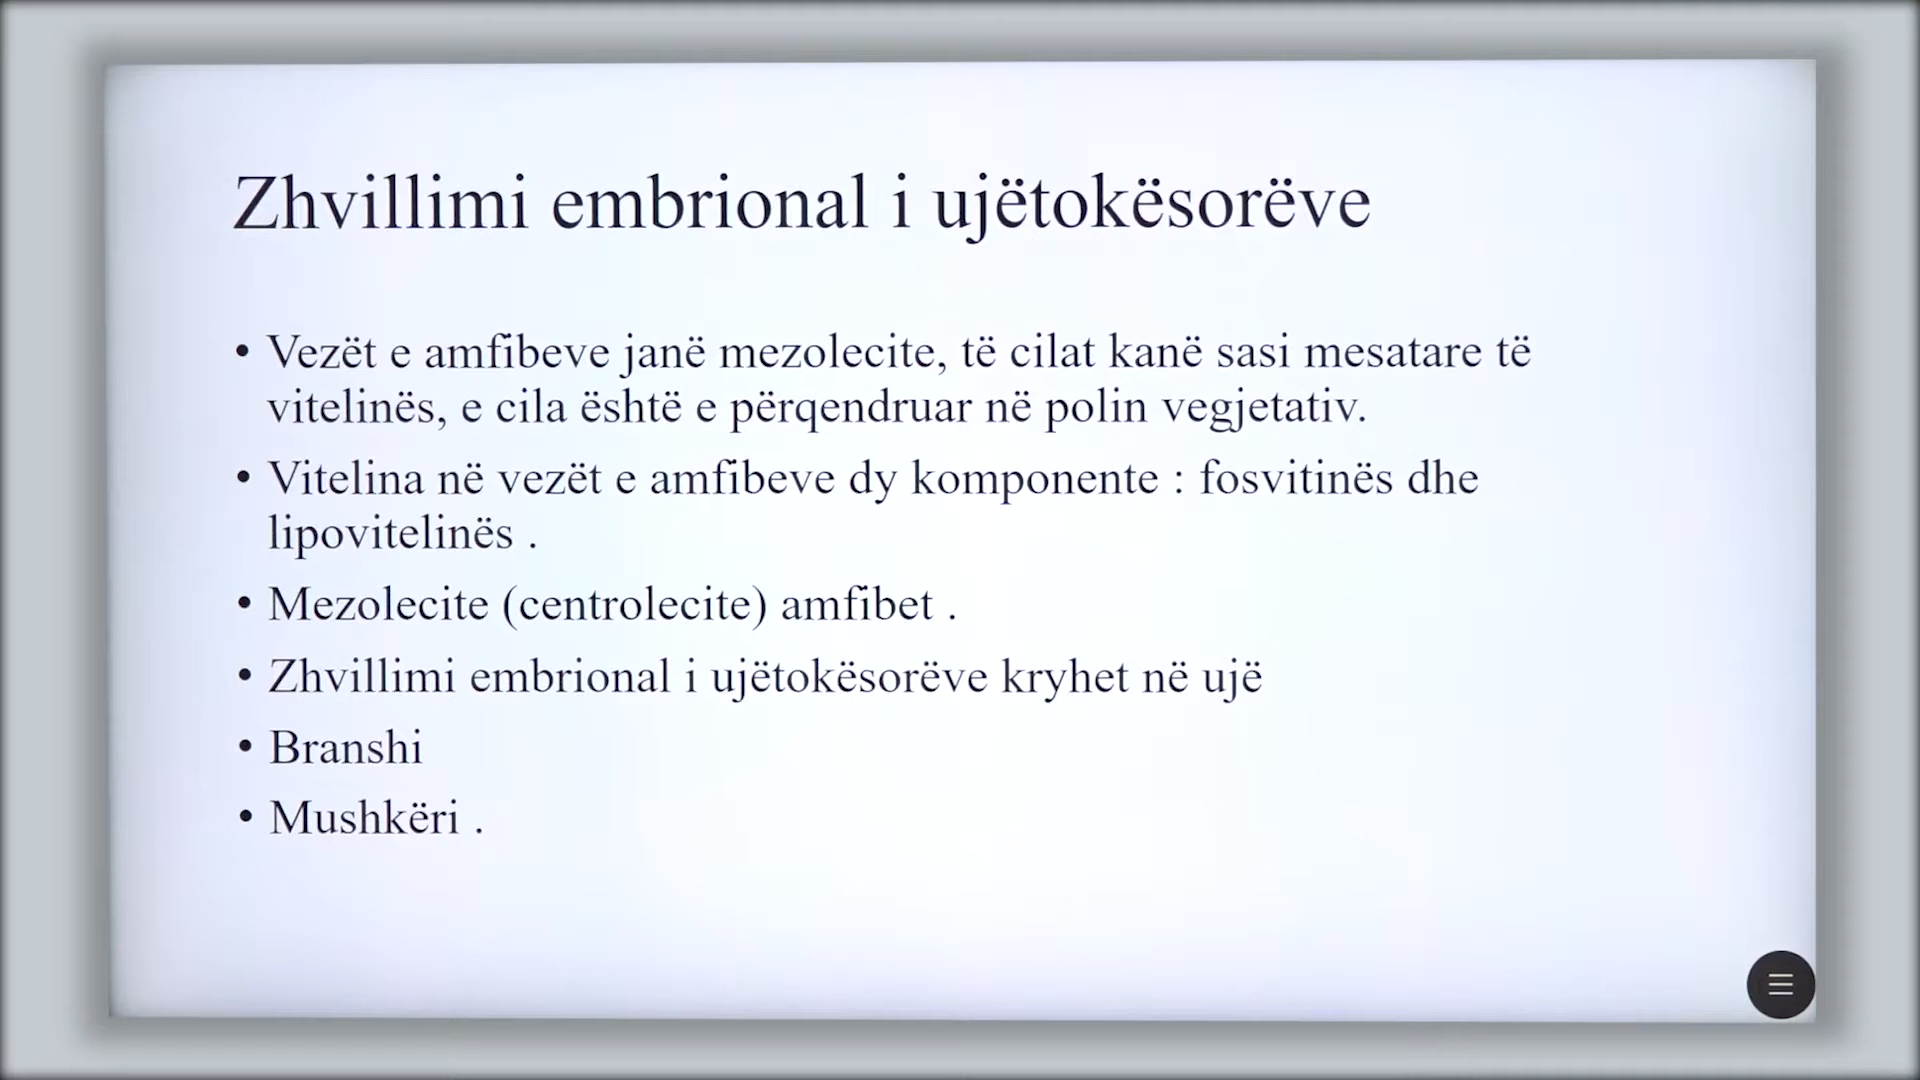 Zhvillimi embrional i ujëtokësorëve
• Vezët e amfibeve janë mezolecite, të cilat kanë sasi mesatare të
vitelinës, e cila është e përqendruar në polin vegjetativ.
• Vitelina në vezët e amfibeve dy komponente : fosvitinës dhe
lipovitelinës .
• Mezolecite (centrolecite) amfibet .
• Zhvillimi embrional i ujëtokësorëve kryhet në ujë
• Branshi
• Mushkëri .